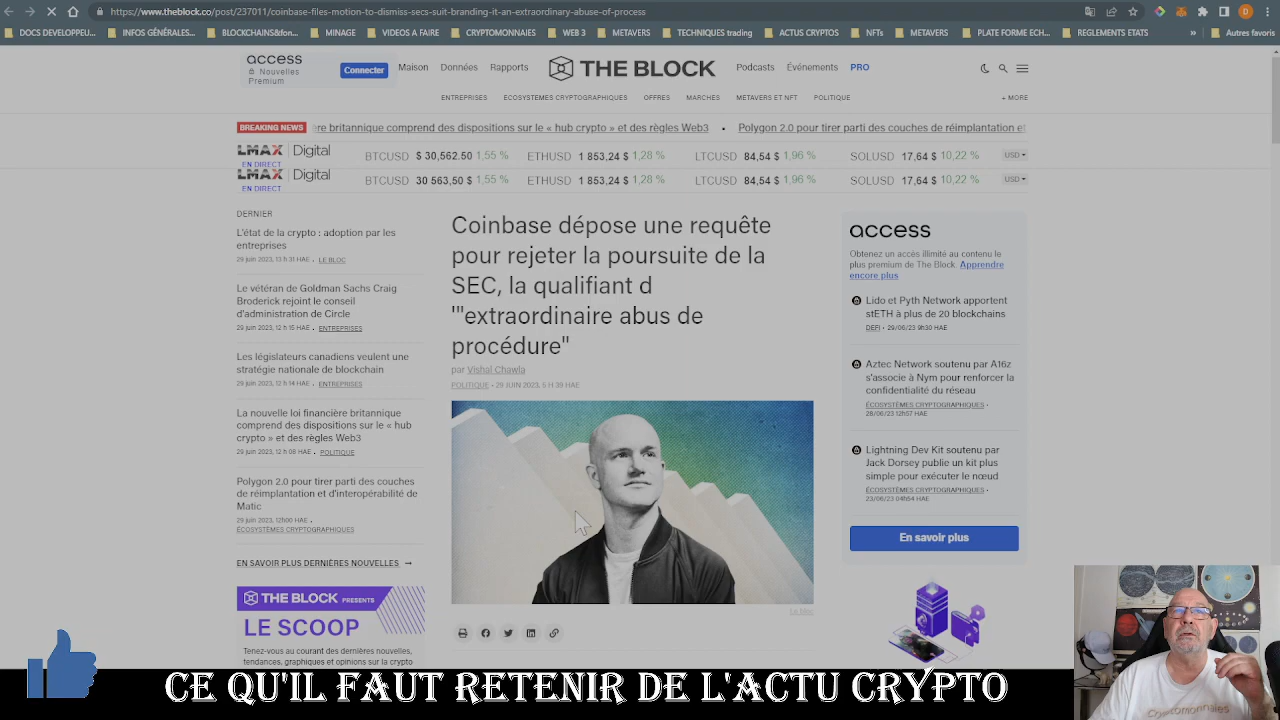 https://www.theblock.co/post/237011/coinbase-files-motion-to-dismiss-secs-suit-branding-it-an-extraordinary-abuse-of-process
DOCS DEVELOPPEU... INFOS GÉNÉRALES... BLOCKCHAINS&don... MINAGE VIDEOS A FAIRE CRYPTOMONNAIES WEB 3 METAVERS TECHNIQUES trading ACTUS CRYPTOS NFTs METAVERS PLATE FORME ECH... REGLEMENTS ETATS » Autres favoris
access
Nouvelles
Premium
Connecter
Maison Données Rapports THE BLOCK Podcasts Événements PRO
ENTREPRISES ÉCOSYSTÈMES CRYPTOGRAPHIQUES OFFRES MARCHÉS METAVERS ET NFT POLITIQUE + MORE
BREAKING NEWS re britannique comprend des dispositions sur le « hub crypto » et des règles Web3 • Polygon 2.0 pour tirer parti des couches de réimplantation et
LMAX Digital
EN DIRECT
BTCUSD $ 30,562.50 1,55 % ETHUSD 1 853,24 $ 1,28 % LTCUSD 84,54 $ 1,96 % SOLUSD 17,64 $ 10,22 % USD
LMAX Digital
EN DIRECT
BTCUSD 30 563,50 $ 1,55 % ETHUSD 1 853,24 $ 1,28 % LTCUSD 84,54 $ 1,96 % SOLUSD 17,64 $ 10,22 % USD
DERNIER
L'état de la crypto : adoption par les
entreprises
29 juin 2023, 13 h 31 HAE . LE BLOC
Le vétéran de Goldman Sachs Craig
Broderick rejoint le conseil
d'administration de Circle
29 juin 2023, 12 h 15 HAE . ENTREPRISES
Les législateurs canadiens veulent une
stratégie nationale de blockchain
29 juin 2023, 12 h 14 HAE . ENTREPRISES
La nouvelle loi financière britannique
comprend des dispositions sur le « hub
crypto » et des règles Web3
29 juin 2023, 12 h 08 HAE . POLITIQUE
Polygon 2.0 pour tirer parti des couches
de réimplantation et d'interopérabilité de
Matic
29 juin 2023, 12h00 HAE .
ÉCOSYSTÈMES CRYPTOGRAPHIQUES
EN SAVOIR PLUS DERNIÈRES NOUVELLES →
THE BLOCK PRESENTS
LE SCOOP
Tenez-vous au courant des dernières nouvelles,
tendances, graphiques et opinions sur la crypto
Coinbase dépose une requête
pour rejeter la poursuite de la
SEC, la qualifiant d
'"extraordinaire abus de
procédure"
par Vishal Chawla
POLITIQUE • 29 JUIN 2023, 6 H 39 HAE
Le Bloc
access
Obtenez un accès illimité au contenu le
plus premium de The Block. Apprendre
encore plus
Lido et Pyth Network apportent
stETH à plus de 20 blockchains
DEFI • 29/06/23 9h30 HAE
Aztec Network soutenu par A16z
s'associe à Nym pour renforcer la
confidentialité du réseau
ÉCOSYSTÈMES CRYPTOGRAPHIQUES •
28/06/23 12h57 HAE
Lightning Dev Kit soutenu par
Jack Dorsey publie un kit plus
simple pour exécuter le nœud
ÉCOSYSTÈMES CRYPTOGRAPHIQUES •
23/06/23 04h54 HAE
En savoir plus
CE QU'IL FAUT RETENIR DE L'ACTU CRYPTO
Cryptomonnaies